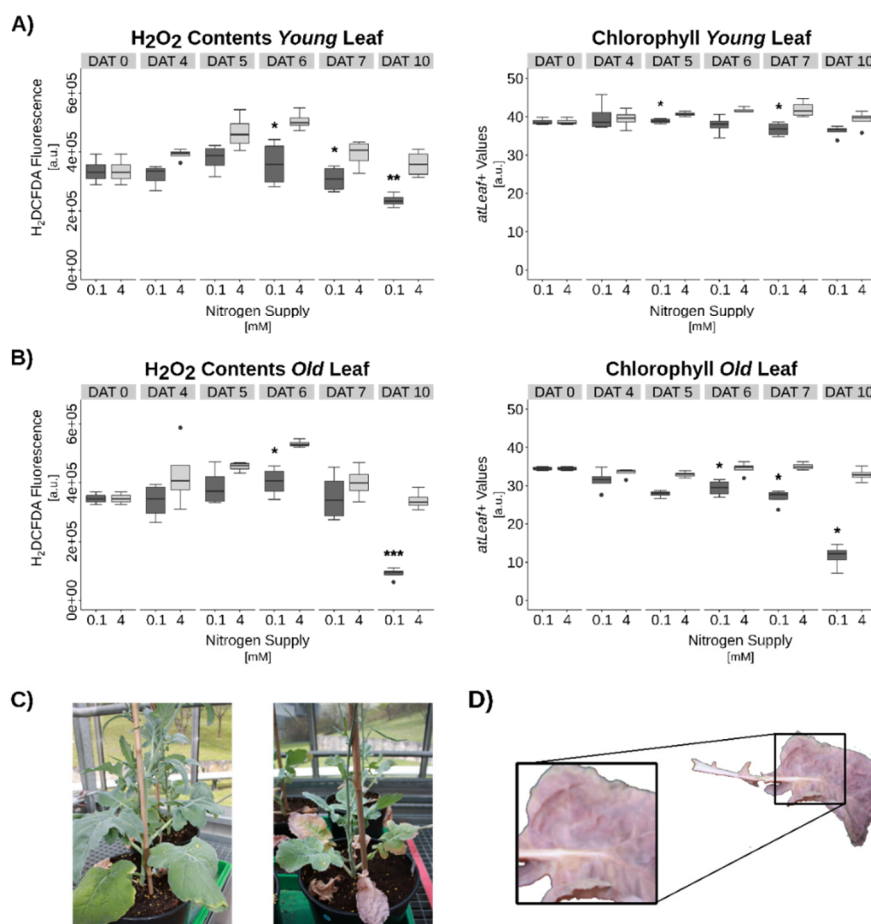 A)
H₂O₂ Contents Young Leaf
DAT 0 DAT 4 DAT 5 DAT 6 DAT 7 DAT 10
H₂DCFDA Fluorescence
[a.u.]
6e+05
4e+05
2e+05
0e+00
* * **
0.1 4 0.1 4 0.1 4 0.1 4 0.1 4 0.1 4
Nitrogen Supply
[mM]
Chlorophyll Young Leaf
DAT 0 DAT 4 DAT 5 DAT 6 DAT 7 DAT 10
atLeaf+ Values
[a.u.]
50
40
30
20
10
0
* *
0.1 4 0.1 4 0.1 4 0.1 4 0.1 4 0.1 4
Nitrogen Supply
[mM]
B)
H₂O₂ Contents Old Leaf
DAT 0 DAT 4 DAT 5 DAT 6 DAT 7 DAT 10
H₂DCFDA Fluorescence
[a.u.]
6e+05
4e+05
2e+05
0e+00
* ***
0.1 4 0.1 4 0.1 4 0.1 4 0.1 4 0.1 4
Nitrogen Supply
[mM]
Chlorophyll Old Leaf
DAT 0 DAT 4 DAT 5 DAT 6 DAT 7 DAT 10
atLeaf+ Values
[a.u.]
50
40
30
20
10
0
* * *
0.1 4 0.1 4 0.1 4 0.1 4 0.1 4 0.1 4
Nitrogen Supply
[mM]
C)
D)